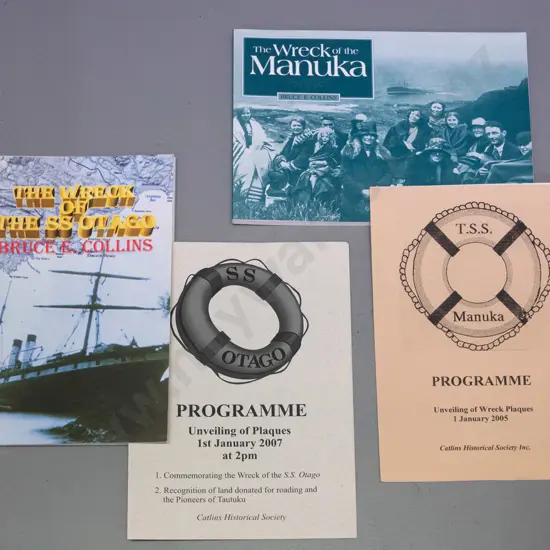 The Wreck of the
Manuka
BRUCE E. COLLINS
THE WRECK
OF
THE SS OTAGO
BRUCE E. COLLINS
SS
OTAGO
PROGRAMME
Unveiling of Plaques
1st January 2007
at 2pm
1. Commemorating the Wreck of the S.S. Otago
2. Recognition of land donated for roading and
the Pioneers of Tautuku
Catlins Historical Society
T.S.S.
Manuka
PROGRAMME
Unveiling of Wreck Plaques
1 January 2005
Catlins Historical Society Inc.